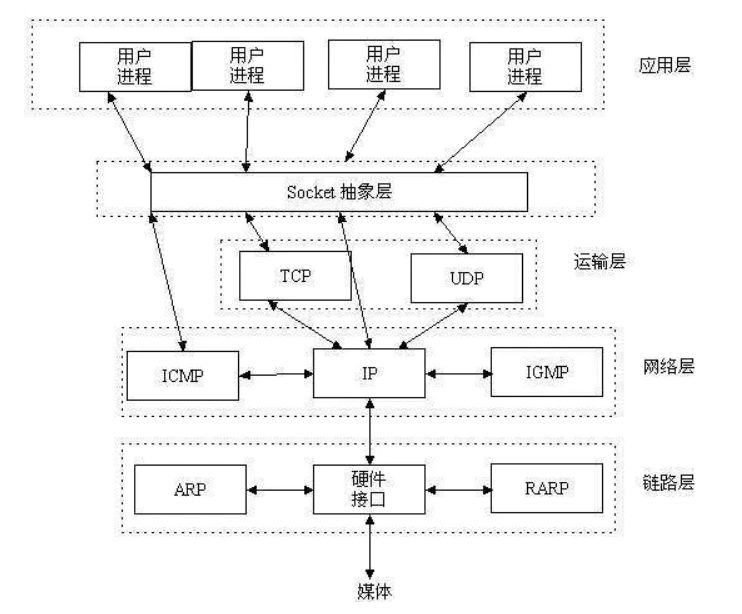 用户
进程
用户
进程
用户
进程
用户
进程
应用层
Socket 抽象层
运输层
TCP
UDP
网络层
ICMP
IP
IGMP
链路层
ARP
硬件
接口
RARP
媒体